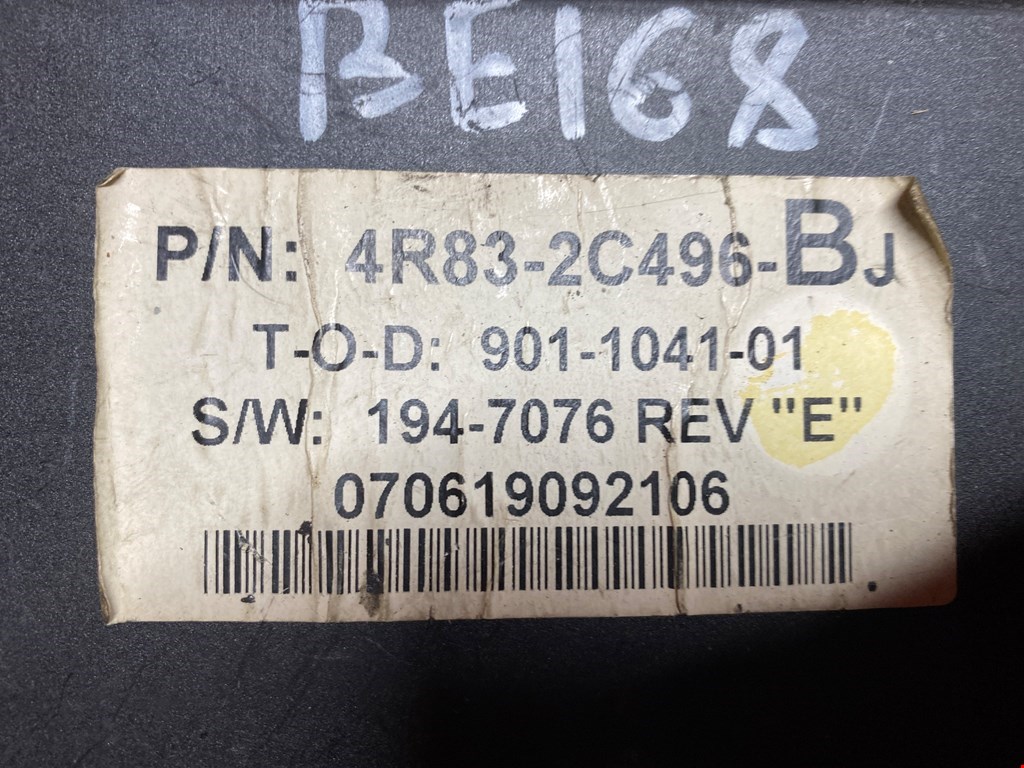 BE168
P/N: 4R83-2C496-BJ
T-O-D: 901-1041-01
S/W: 194-7076 REV "E"
070619092106